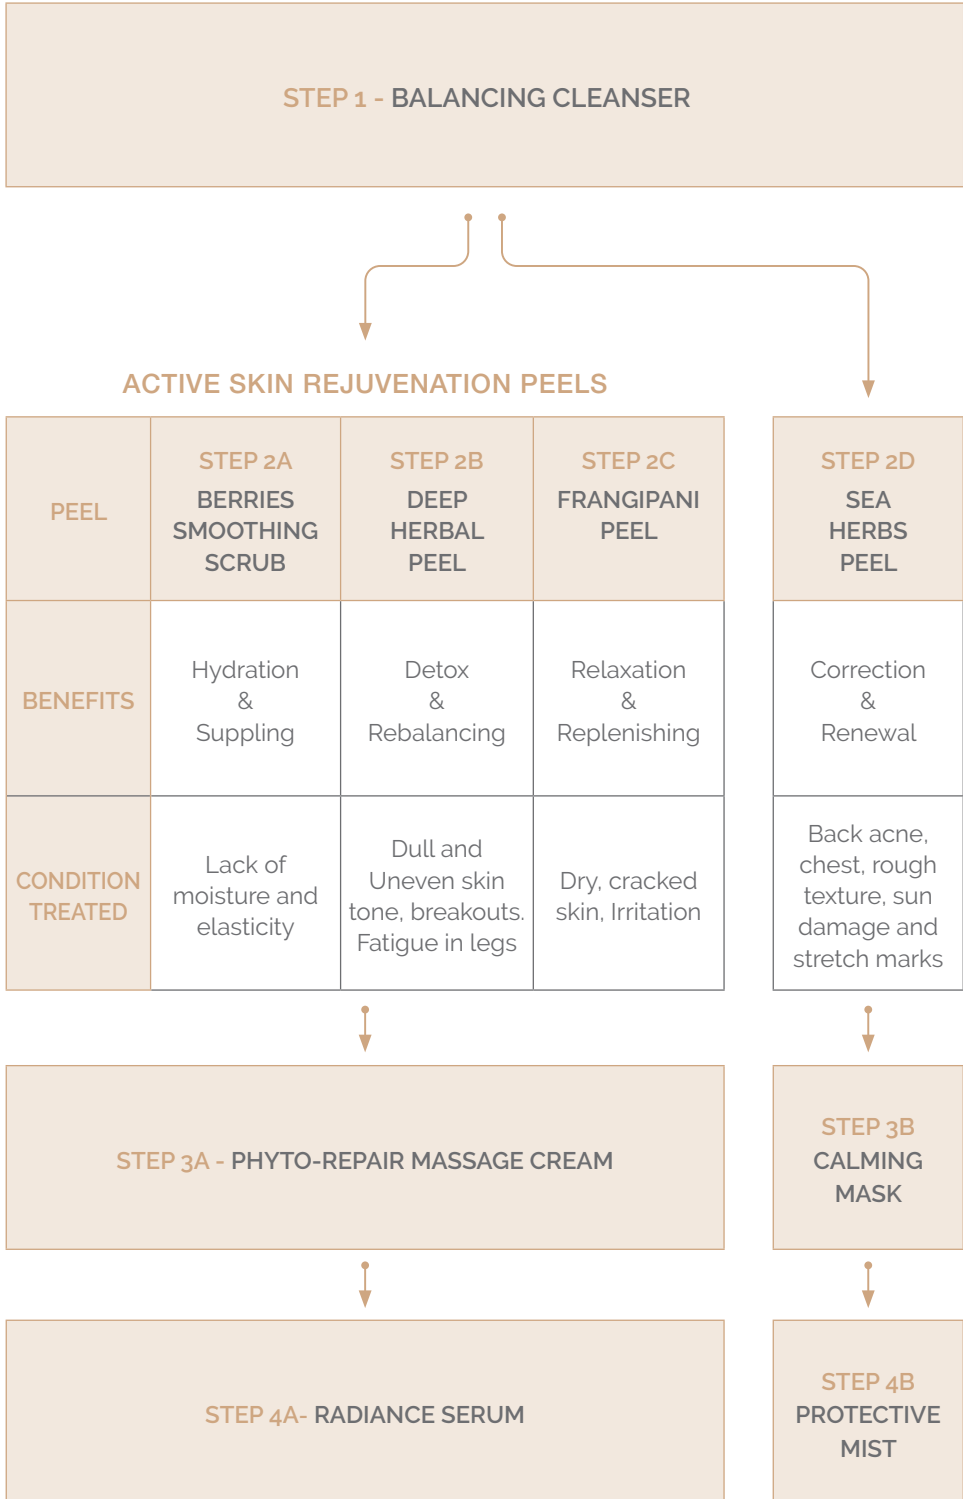 STEP 1 - BALANCING CLEANSER
ACTIVE SKIN REJUVENATION PEELS
PEEL
STEP 2A
BERRIES
SMOOTHING
SCRUB
STEP 2B
DEEP
HERBAL
PEEL
STEP 2C
FRANGIPANI
PEEL
STEP 2D
SEA
HERBS
PEEL
BENEFITS
Hydration
&
Suppling
Detox
&
Rebalancing
Relaxation
&
Replenishing
Correction
&
Renewal
CONDITION
TREATED
Lack of
moisture and
elasticity
Dull and
Uneven skin
tone, breakouts.
Fatigue in legs
Dry, cracked
skin, Irritation
Back acne,
chest, rough
texture, sun
damage and
stretch marks
STEP 3A - PHYTO-REPAIR MASSAGE CREAM
STEP 3B
CALMING
MASK
STEP 4A- RADIANCE SERUM
STEP 4B
PROTECTIVE
MIST